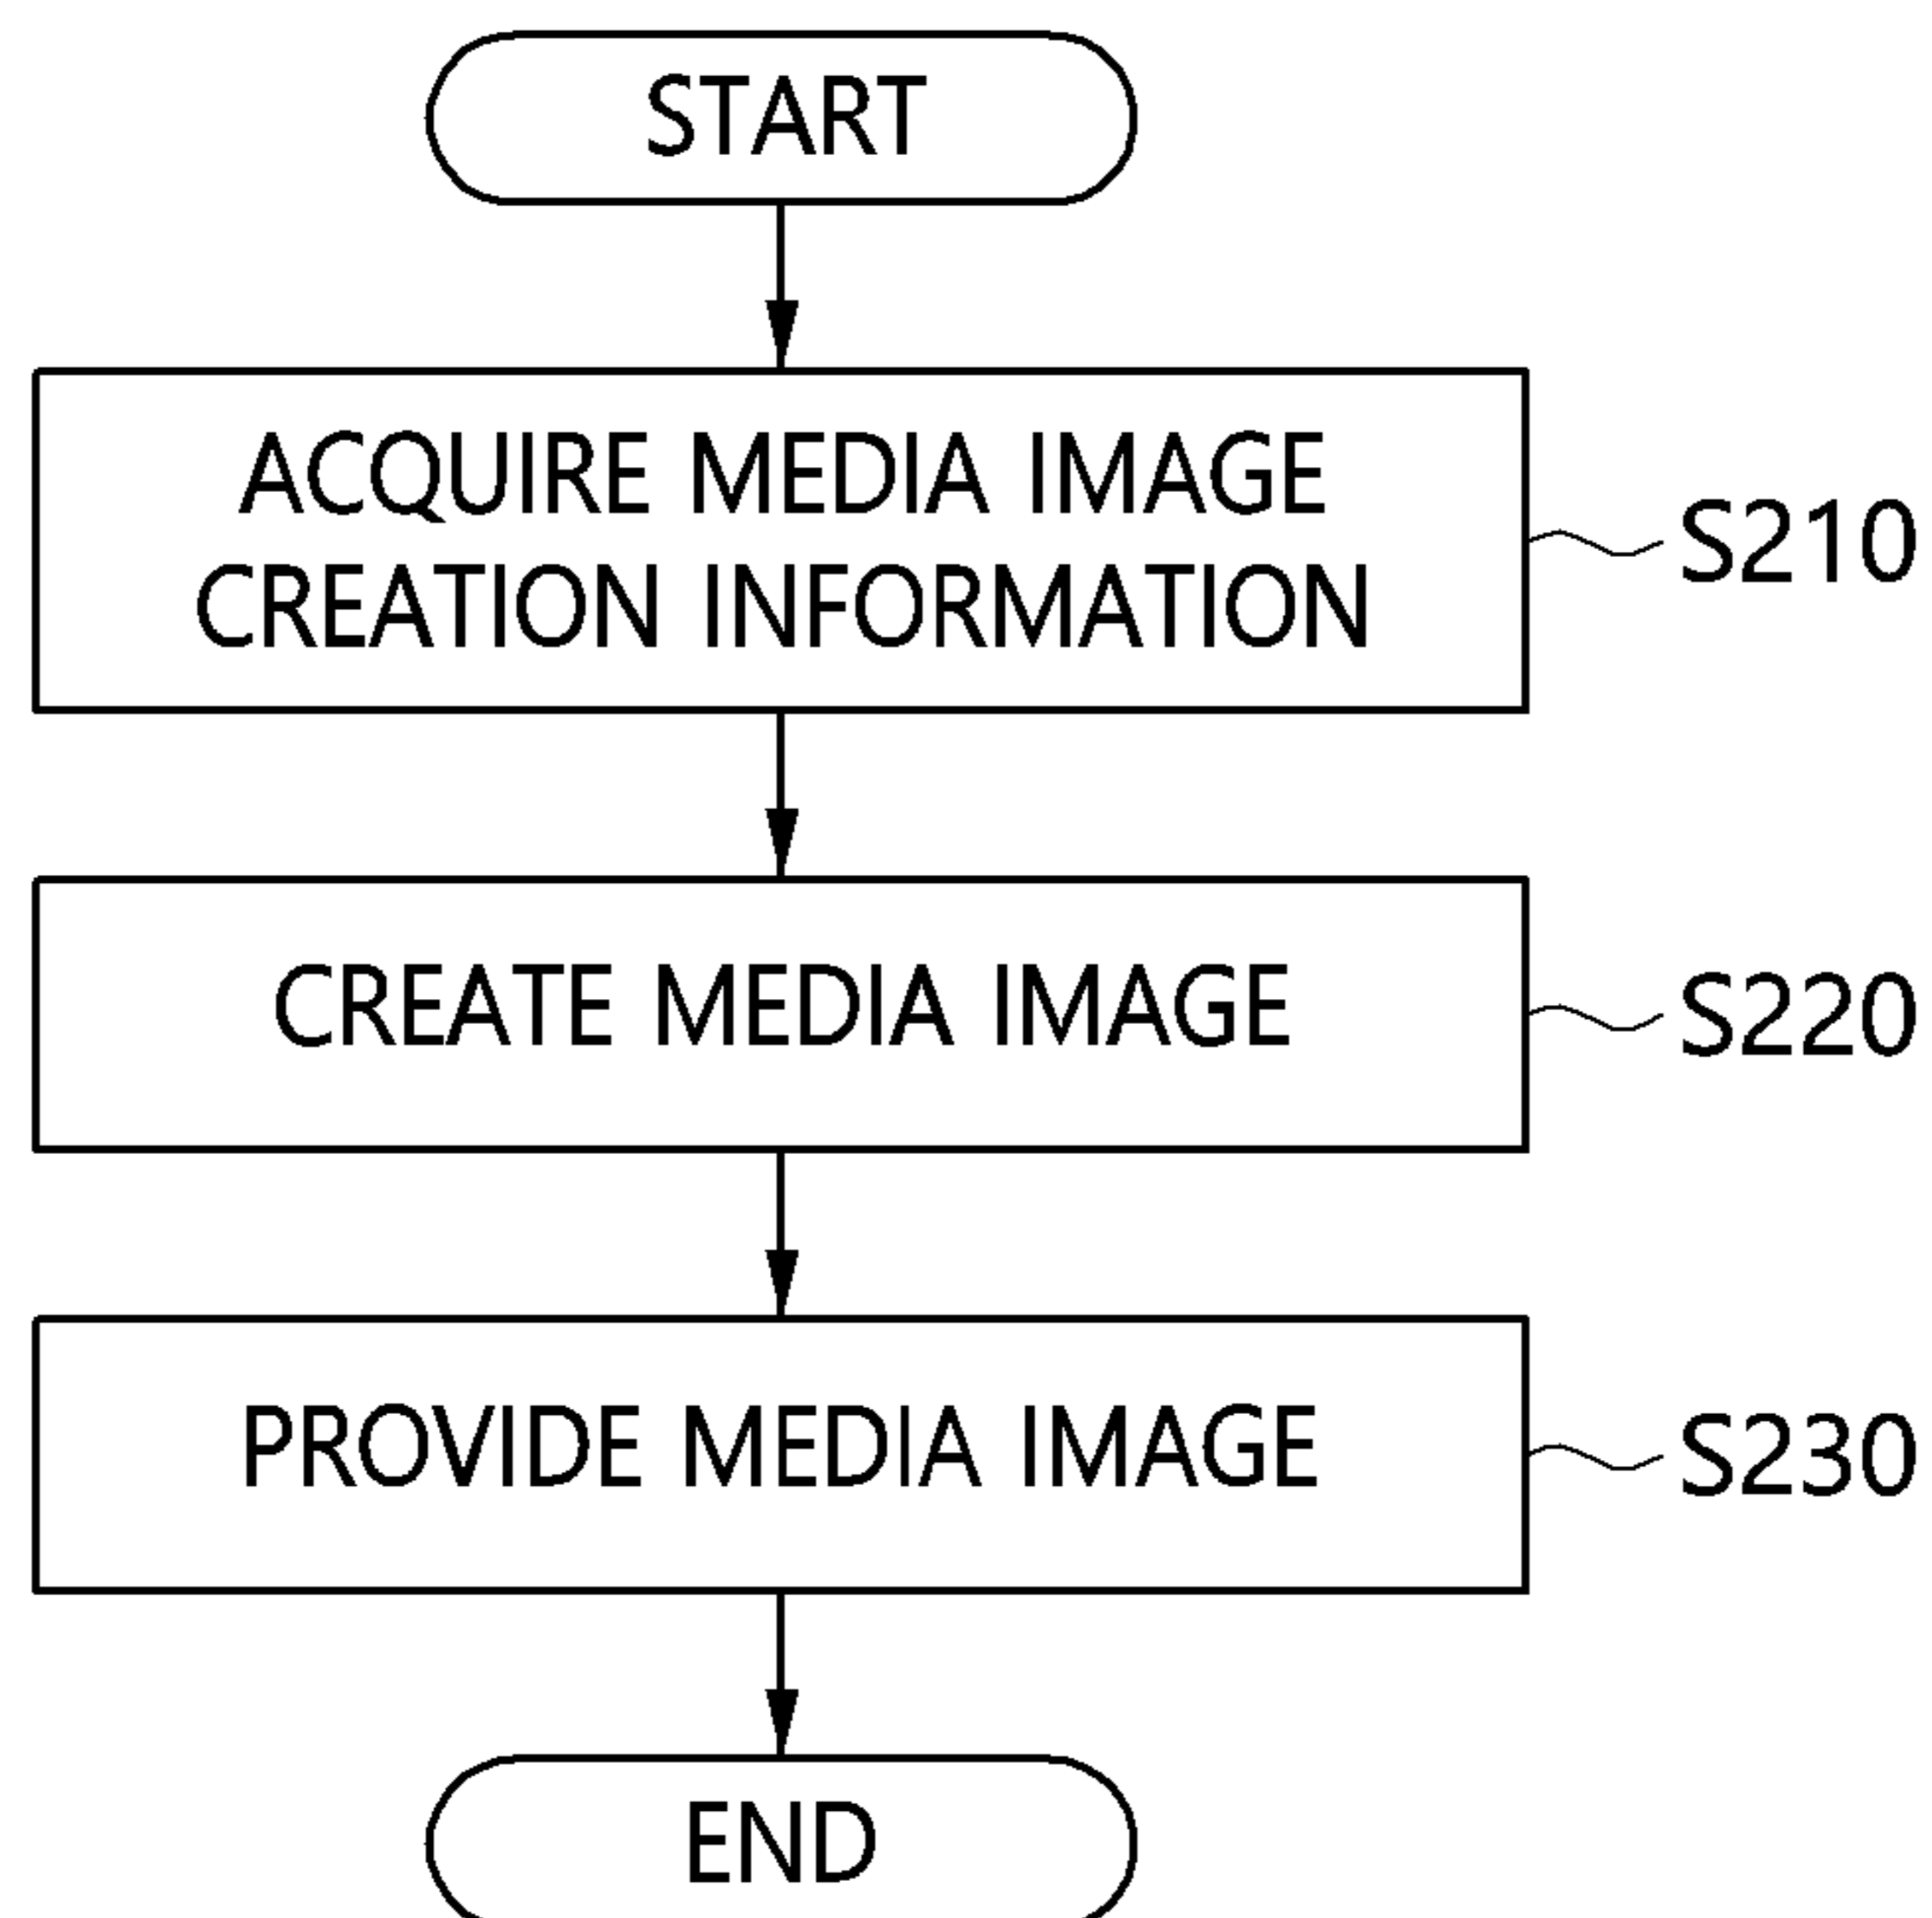 START
ACQUIRE MEDIA IMAGE
CREATION INFORMATION
S210
CREATE MEDIA IMAGE
S220
PROVIDE MEDIA IMAGE
S230
END